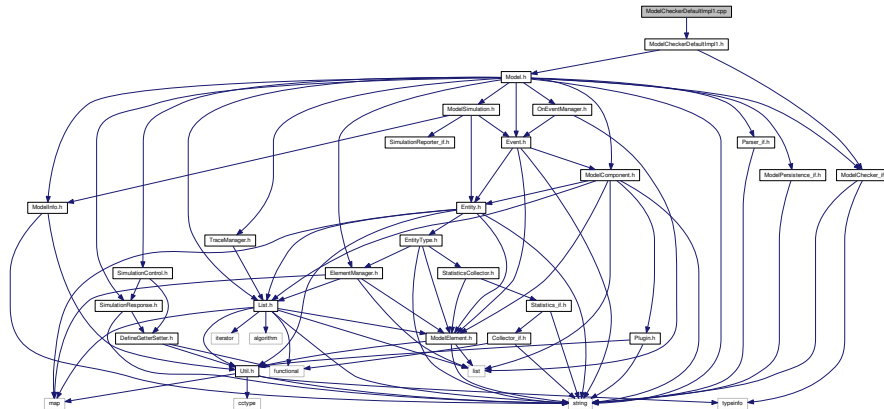 ModelCheckerDefaultImpl1.cpp
ModelCheckerDefaultImpl1.h
Model.h
ModelSimulation.h
OnEventManager.h
SimulationReporter_if.h
Event.h
Parser_if.h
ModelComponent.h
ModelPersistence_if.h
ModelChecker_if
ModelInfo.h
Entity.h
TraceManager.h
EntityType.h
SimulationControl.h
ElementManager.h
StatisticsCollector.h
SimulationResponse.h
List.h
Statistics_if.h
DefineGetterSetter.h
iterator
algorithm
ModelElement.h
Collector_if.h
Plugin.h
Util.h
functional
list
map
cctype
string
typeinfo